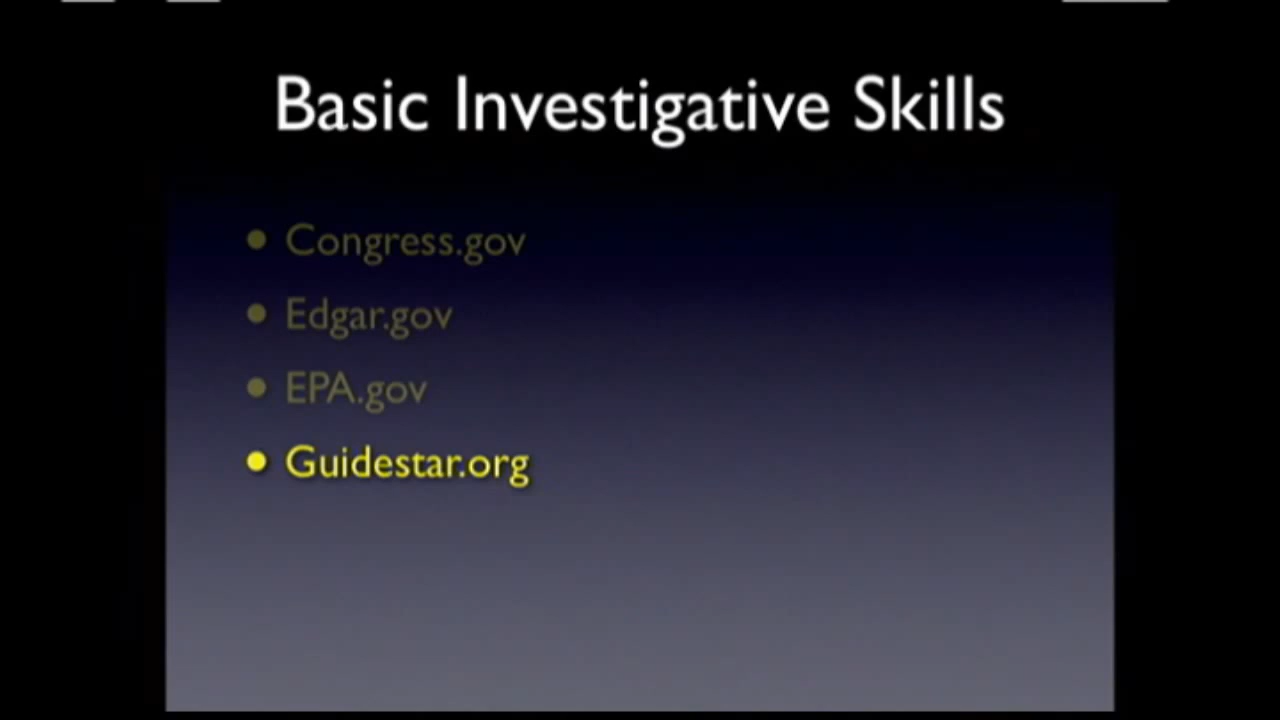 Basic Investigative Skills
• Congress.gov
• Edgar.gov
• EPA.gov
• Guidestar.org